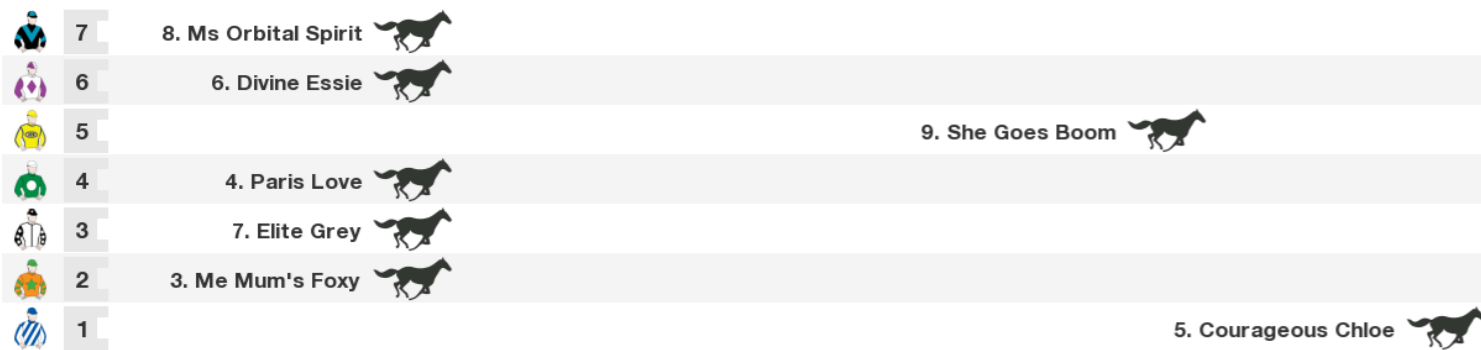 7 8. Ms Orbital Spirit
6 6. Divine Essie
5 9. She Goes Boom
4 4. Paris Love
3 7. Elite Grey
2 3. Me Mum's Foxy
1 5. Courageous Chloe